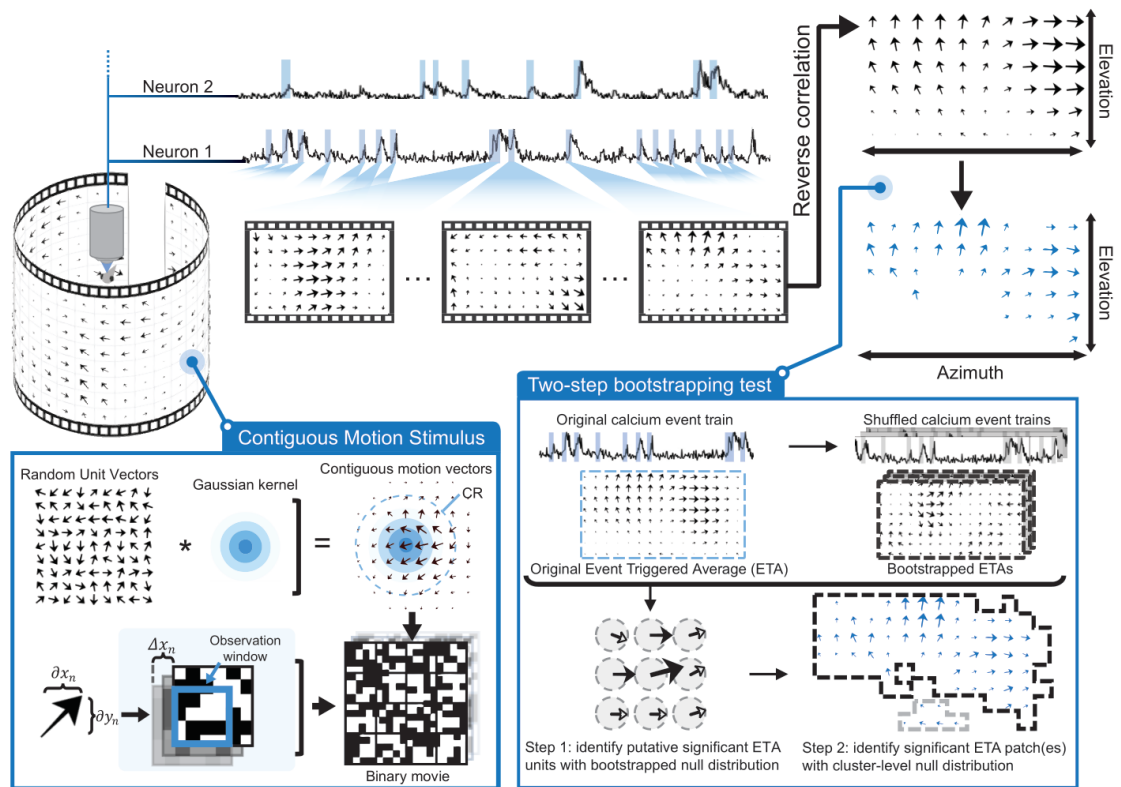 Neuron 2
Neuron 1
Reverse correlation
Elevation
Elevation
Azimuth
Contiguous Motion Stimulus
Random Unit Vectors
Gaussian kernel
Contiguous motion vectors
CR
*
=
Δx_n
Observation
window
∂x_n
∂y_n
Binary movie
Two-step bootstrapping test
Original calcium event train
Shuffled calcium event trains
Original Event Triggered Average (ETA)
Bootstrapped ETAs
Step 1: identify putative significant ETA
units with bootstrapped null distribution
Step 2: identify significant ETA patch(es)
with cluster-level null distribution